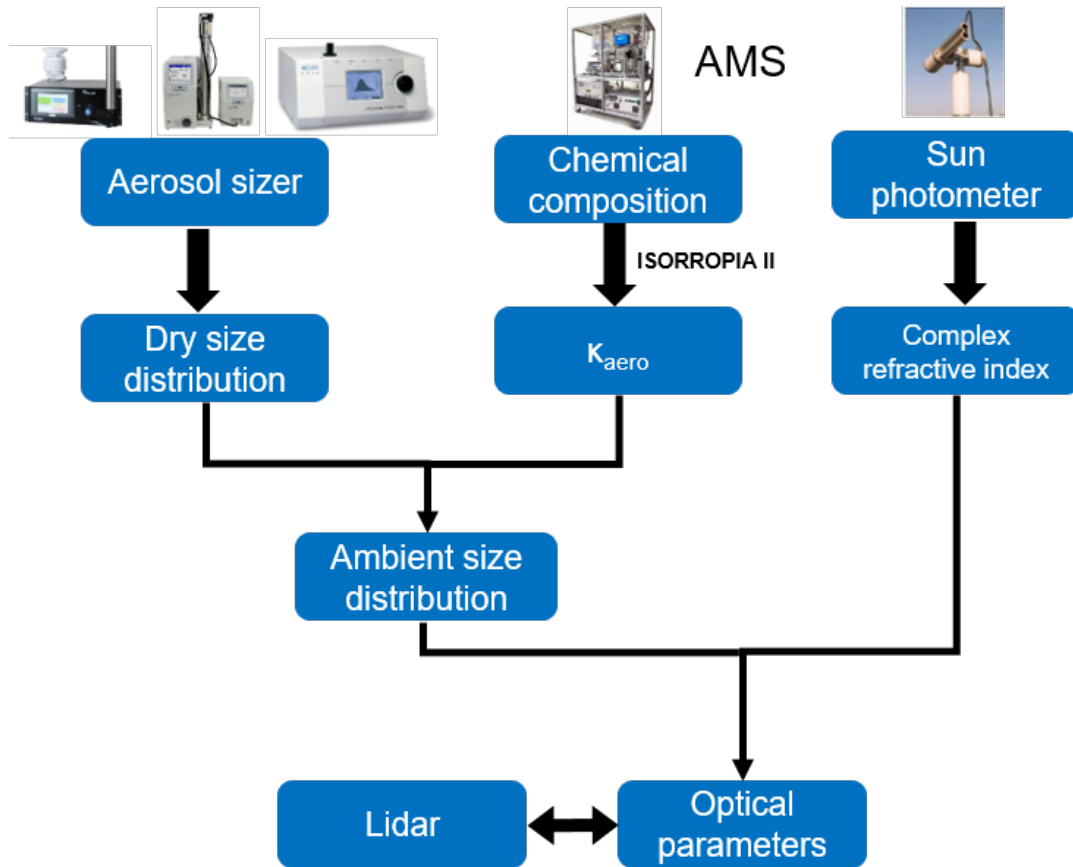 AMS
Aerosol sizer
Chemical
composition
Sun
photometer
ISORROPIA II
Dry size
distribution
κaero
Complex
refractive index
Ambient size
distribution
Lidar
Optical
parameters